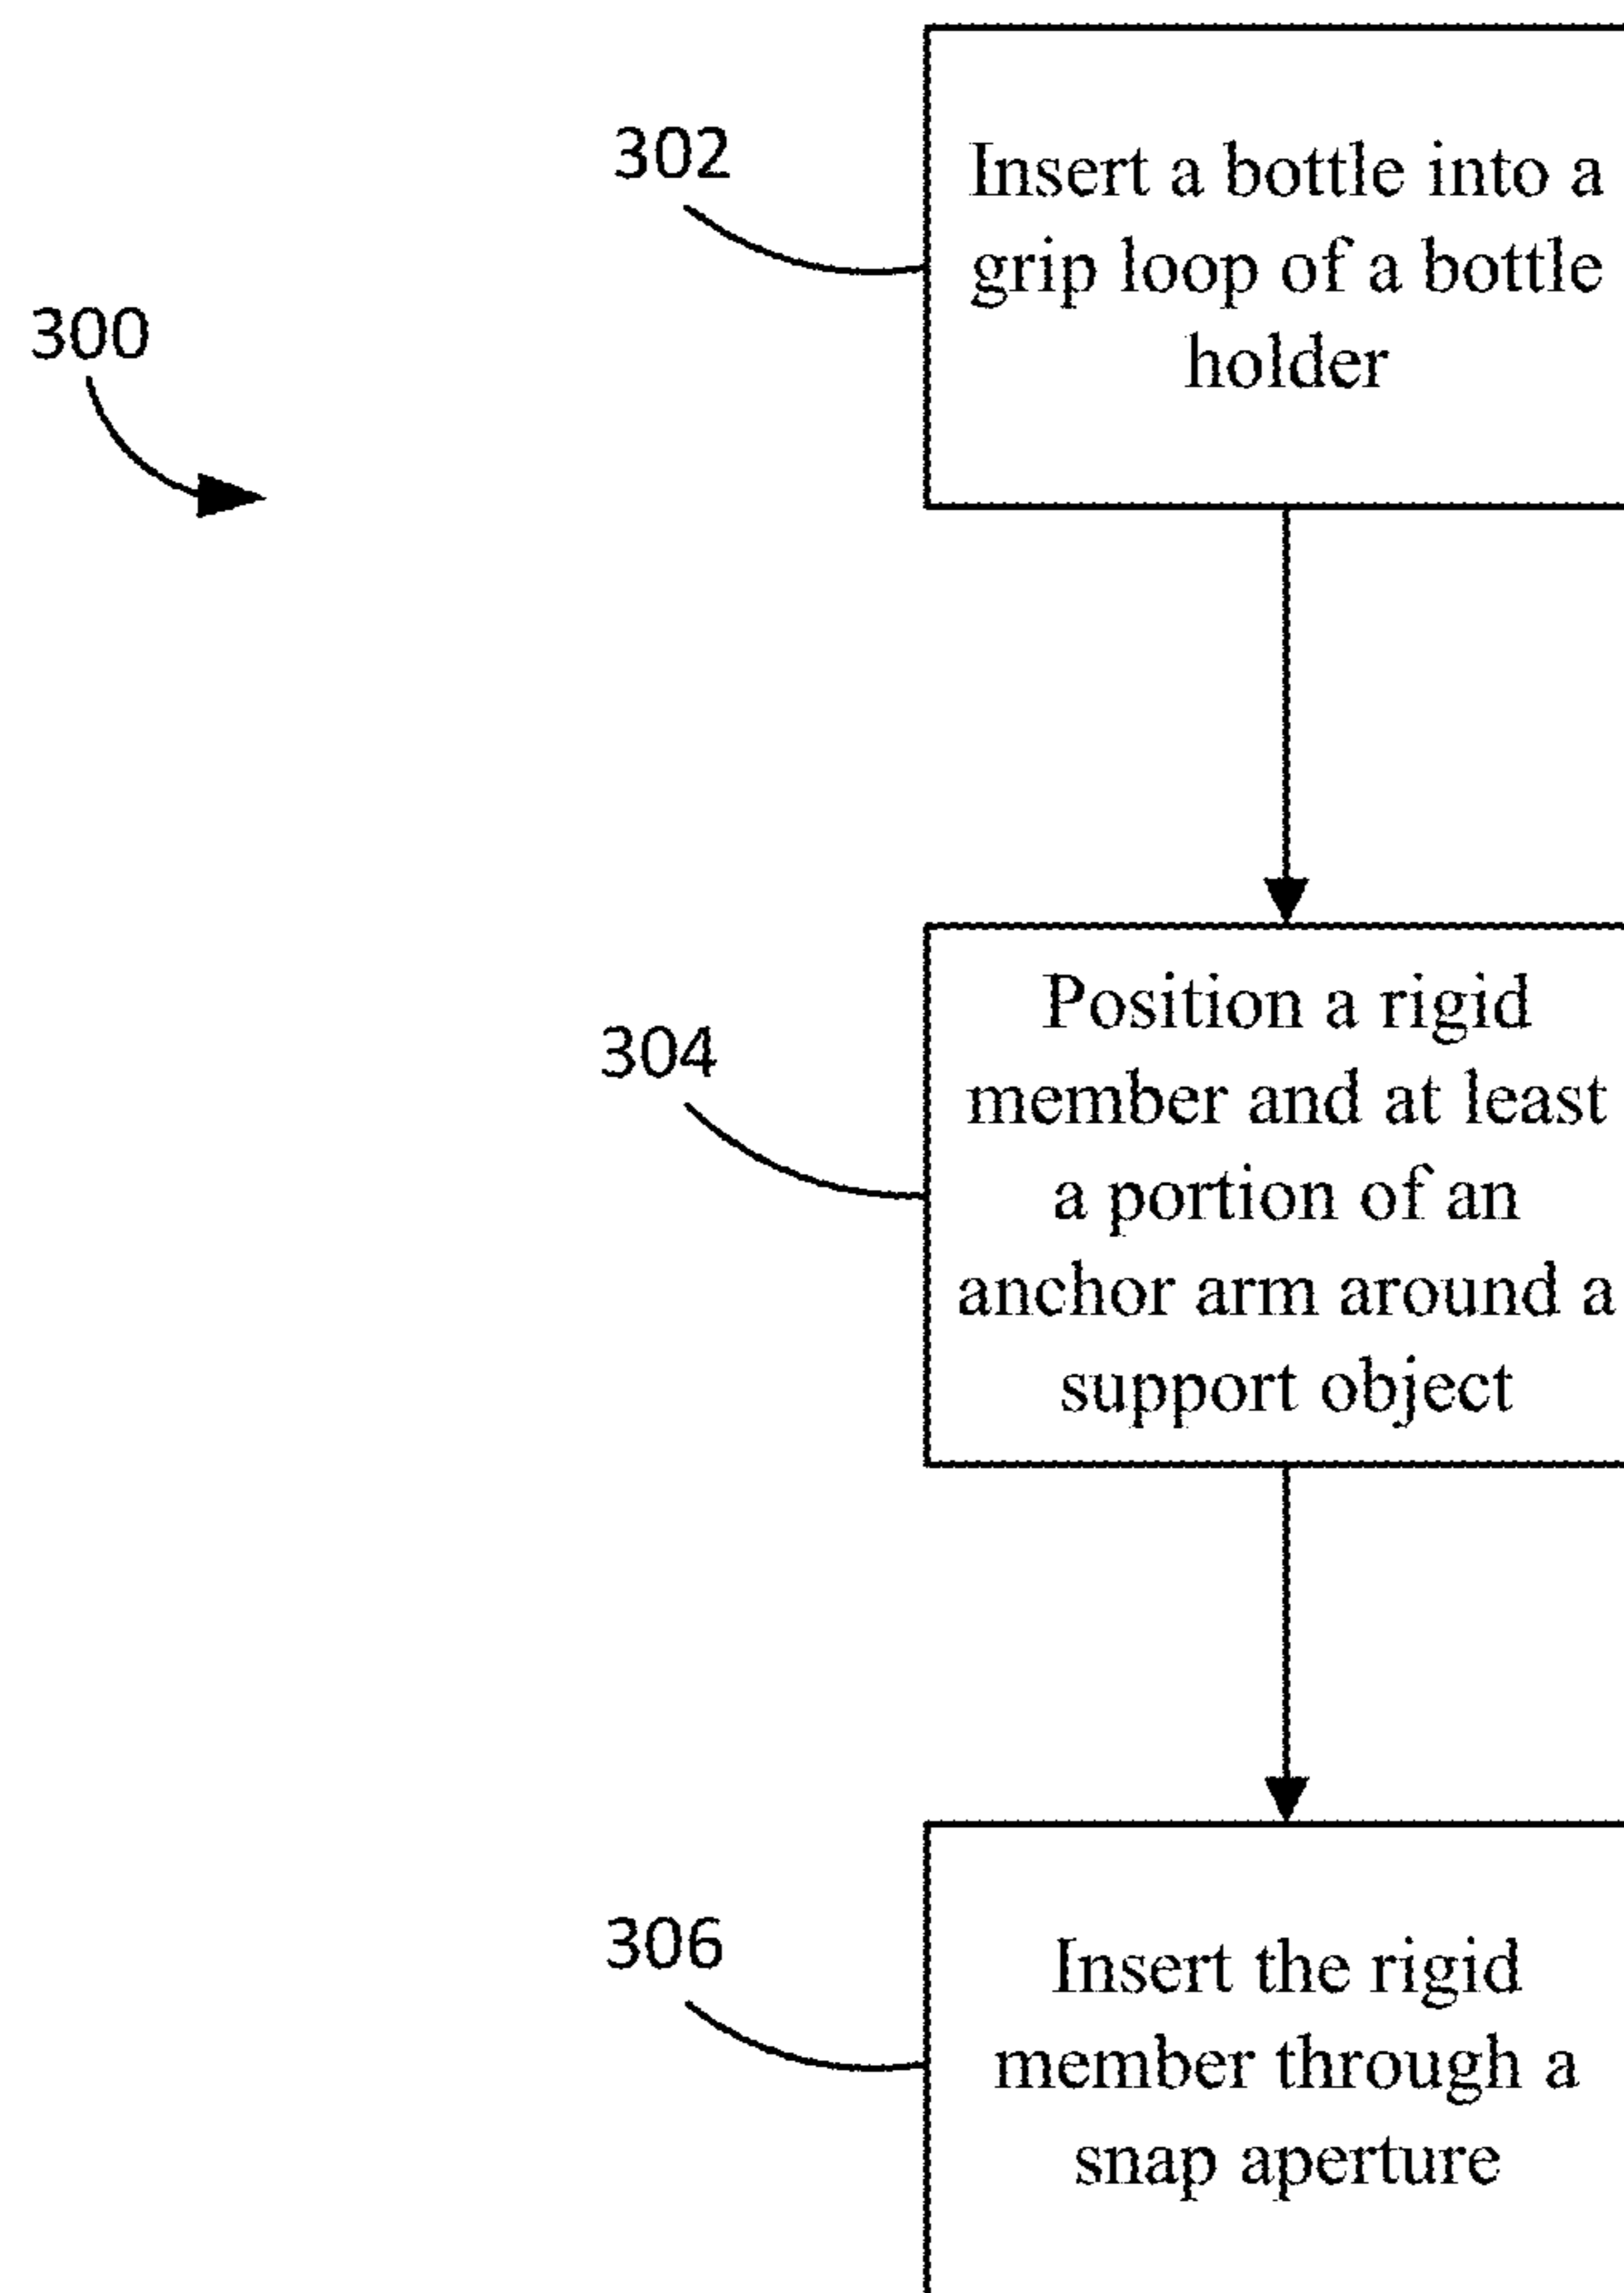 302
Insert a bottle into a
grip loop of a bottle
holder
300
304
Position a rigid
member and at least
a portion of an
anchor arm around a
support object
306
Insert the rigid
member through a
snap aperture